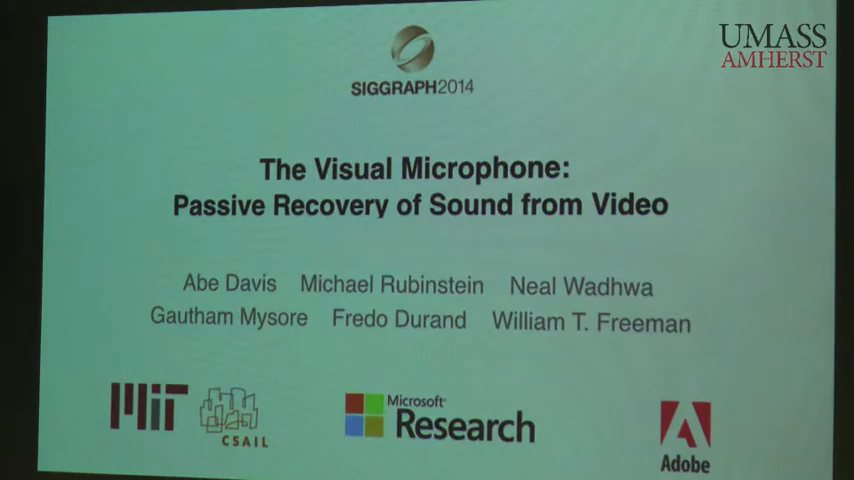 UMASS
AMHERST
SIGGRAPH2014
The Visual Microphone:
Passive Recovery of Sound from Video
Abe Davis Michael Rubinstein Neal Wadhwa
Gautham Mysore Fredo Durand William T. Freeman
MIT
CSAIL
Microsoft
Research
Adobe